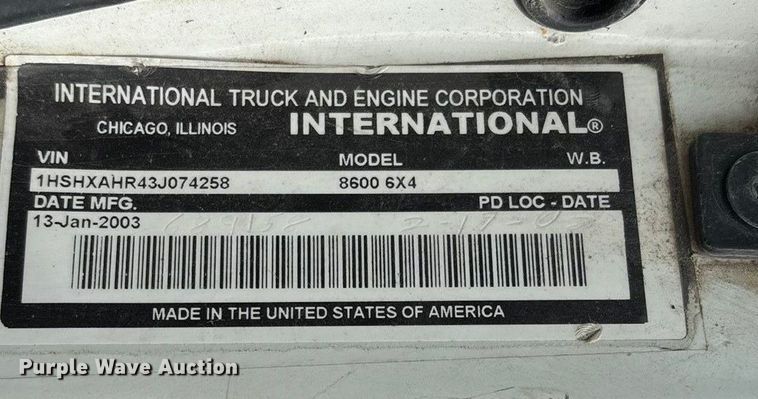 INTERNATIONAL TRUCK AND ENGINE CORPORATION
CHICAGO, ILLINOIS INTERNATIONAL®
VIN MODEL W.B.
1HSHXAHR43J074258 8600 6X4
DATE MFG. PD LOC - DATE
13-Jan-2003
MADE IN THE UNITED STATES OF AMERICA
Purple Wave Auction